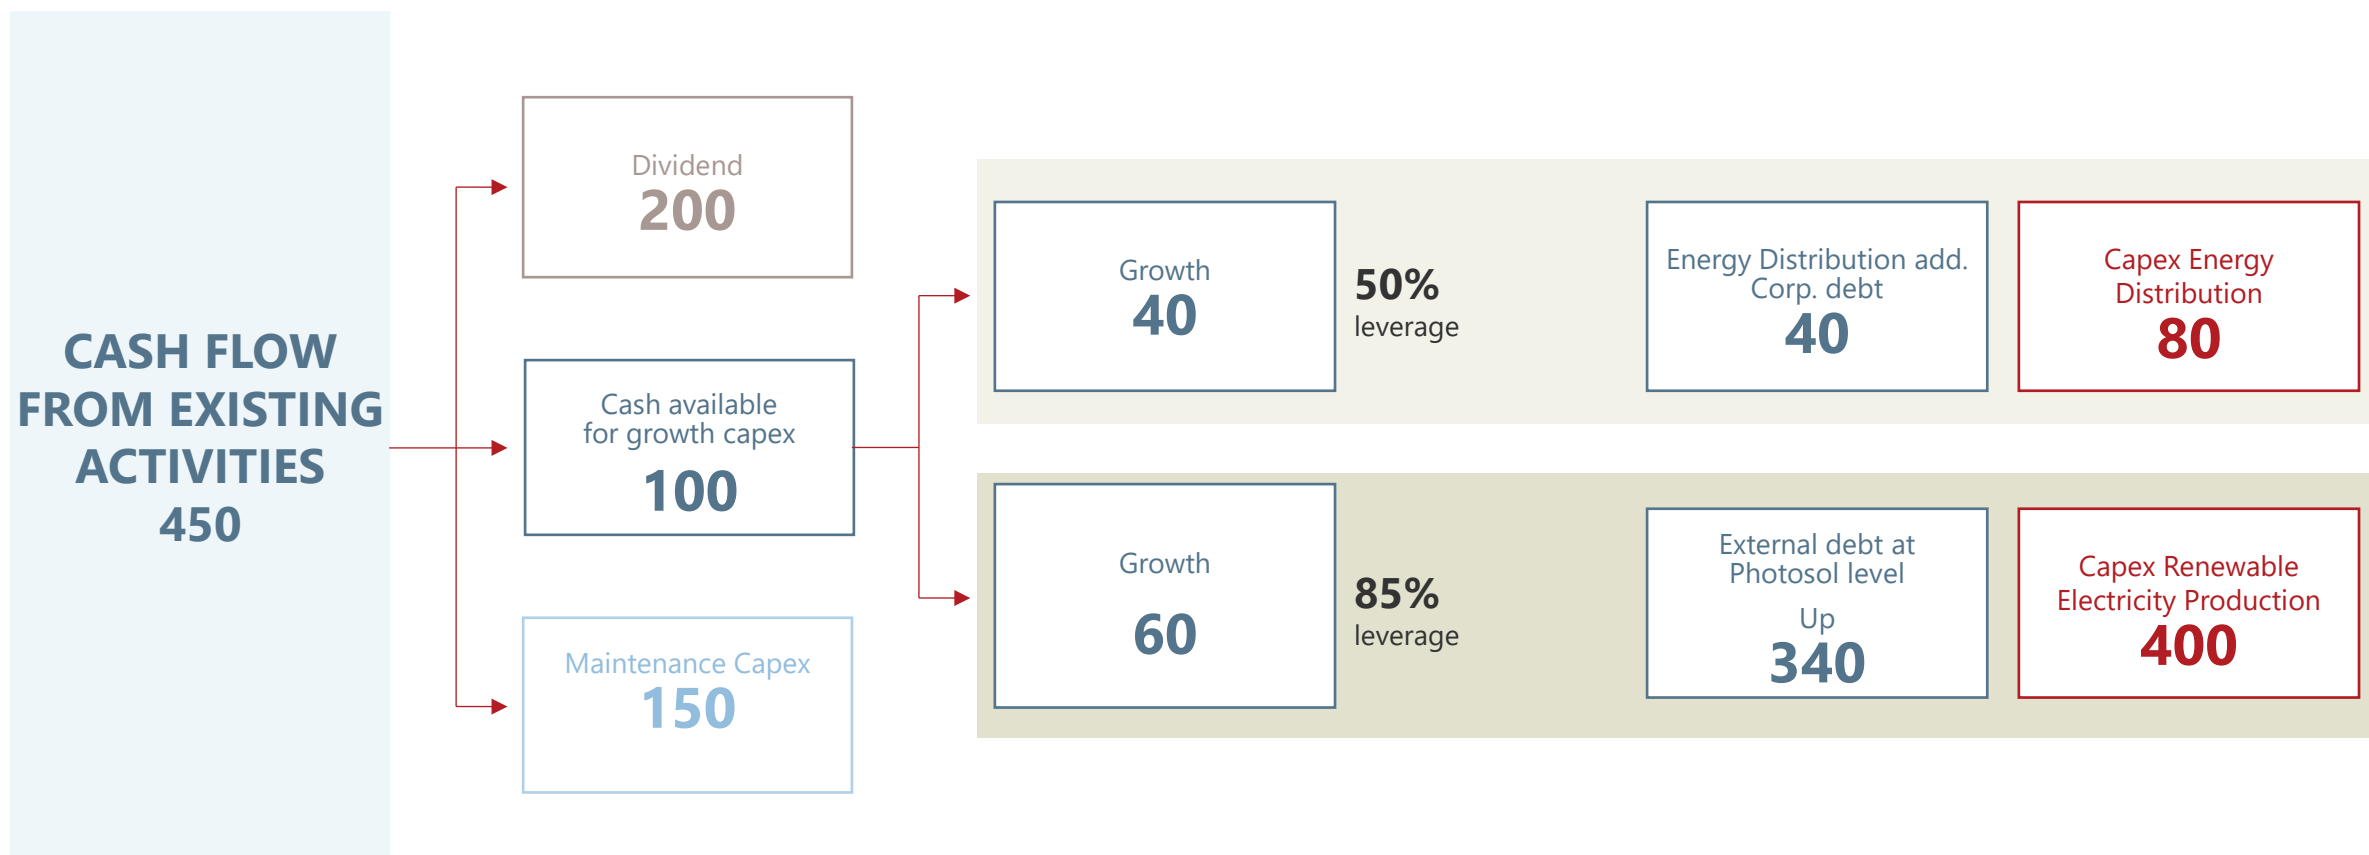 CASH FLOW
FROM EXISTING
ACTIVITIES
450
Dividend
200
Cash available
for growth capex
100
Maintenance Capex
150
Growth
40
50%
leverage
Energy Distribution add.
Corp. debt
40
Capex Energy
Distribution
80
Growth
60
85%
leverage
External debt at
Photosol level
Up
340
Capex Renewable
Electricity Production
400